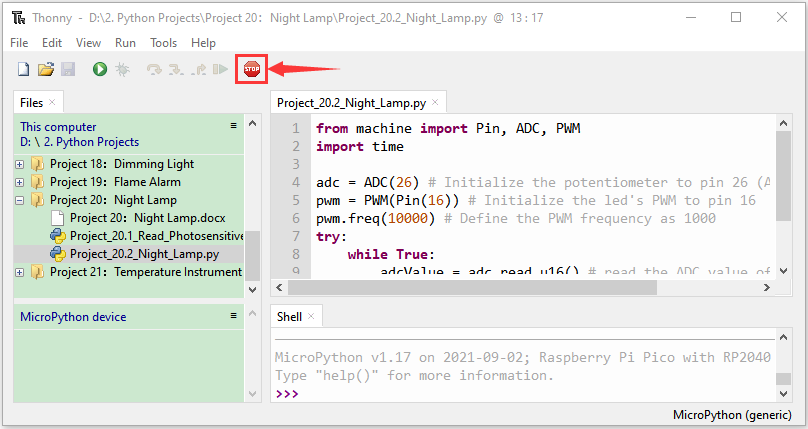 Thonny - D:\2. Python Projects\Project 20：Night Lamp\Project_20.2_Night_Lamp.py @ 13 : 17
File Edit View Run Tools Help
STOP
Files
This computer
D: \ 2. Python Projects
Project 18：Dimming Light
Project 19：Flame Alarm
Project 20：Night Lamp
Project 20：Night Lamp.docx
Project_20.1_Read_Photosensitive
Project_20.2_Night_Lamp.py
Project 21：Temperature Instrument
MicroPython device
Project_20.2_Night_Lamp.py
1 from machine import Pin, ADC, PWM
2 import time
3
4 adc = ADC(26) # Initialize the potentiometer to pin 26 (A
5 pwm = PWM(Pin(16)) # Initialize the led's PWM to pin 16
6 pwm.freq(10000) # Define the PWM frequency as 1000
7 try:
8 while True:
9 adcValue = adc.read_u16() # read the ADC value of
Shell
MicroPython v1.17 on 2021-09-02; Raspberry Pi Pico with RP2040
Type "help()" for more information.
>>>
MicroPython (generic)